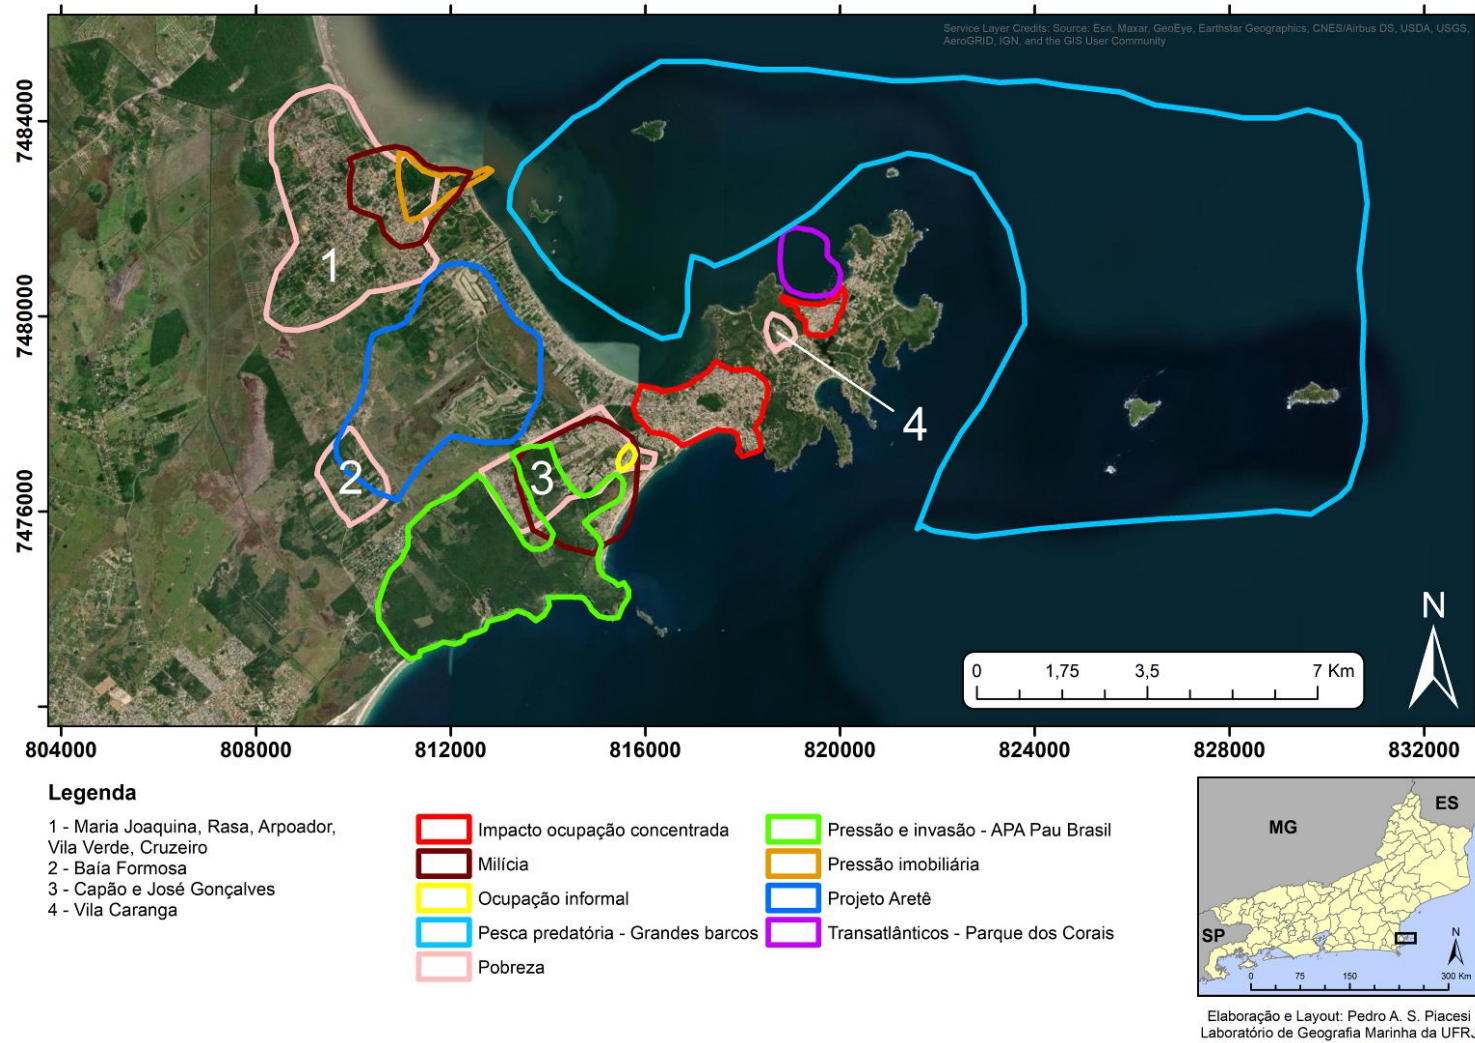 Service Layer Credits: Source: Esri, Maxar, GeoEye, Earthstar Geographics, CNES/Airbus DS, USDA, USGS,
AeroGRID, IGN, and the GIS User Community
7484000
7480000
7476000
1
2
3
4
N
0 1,75 3,5 7 Km
804000 808000 812000 816000 820000 824000 828000 832000
Legenda
1 - Maria Joaquina, Rasa, Arpoador,
Vila Verde, Cruzeiro
2 - Baía Formosa
3 - Capão e José Gonçalves
4 - Vila Caranga
Impacto ocupação concentrada
Milícia
Ocupação informal
Pesca predatória - Grandes barcos
Pobreza
Pressão e invasão - APA Pau Brasil
Pressão imobiliária
Projeto Aretê
Transatlânticos - Parque dos Corais
MG
ES
SP
N
0 75 150 300 Km
Elaboração e Layout: Pedro A. S. Piacesi
Laboratório de Geografia Marinha da UFRJ